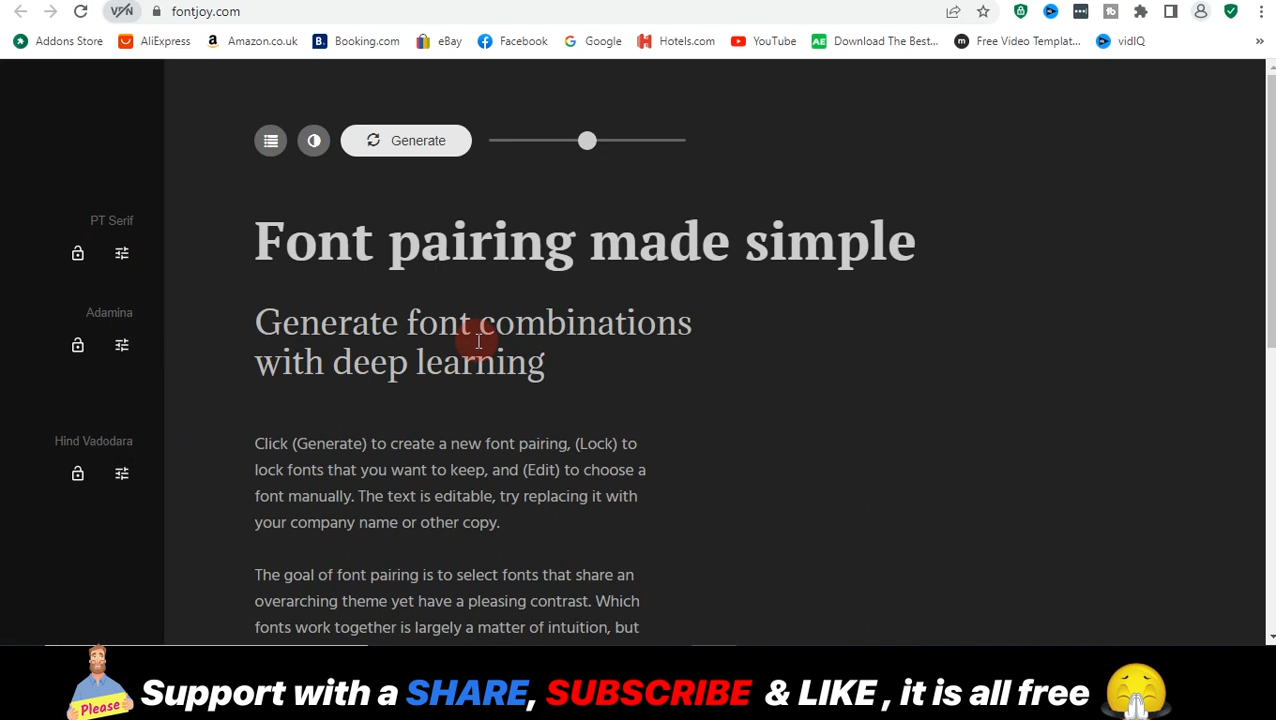 VPN
fontjoy.com
Addons Store
AliExpress
Amazon.co.uk
Booking.com
eBay
Facebook
Google
Hotels.com
YouTube
Download The Best...
Free Video Templat...
vidIQ
»
Generate
PT Serif
Font pairing made simple
Adamina
Generate font combinations
with deep learning
Hind Vadodara
Click (Generate) to create a new font pairing, (Lock) to
lock fonts that you want to keep, and (Edit) to choose a
font manually. The text is editable, try replacing it with
your company name or other copy.
The goal of font pairing is to select fonts that share an
overarching theme yet have a pleasing contrast. Which
fonts work together is largely a matter of intuition, but
Please
Support with a SHARE, SUBSCRIBE & LIKE , it is all free